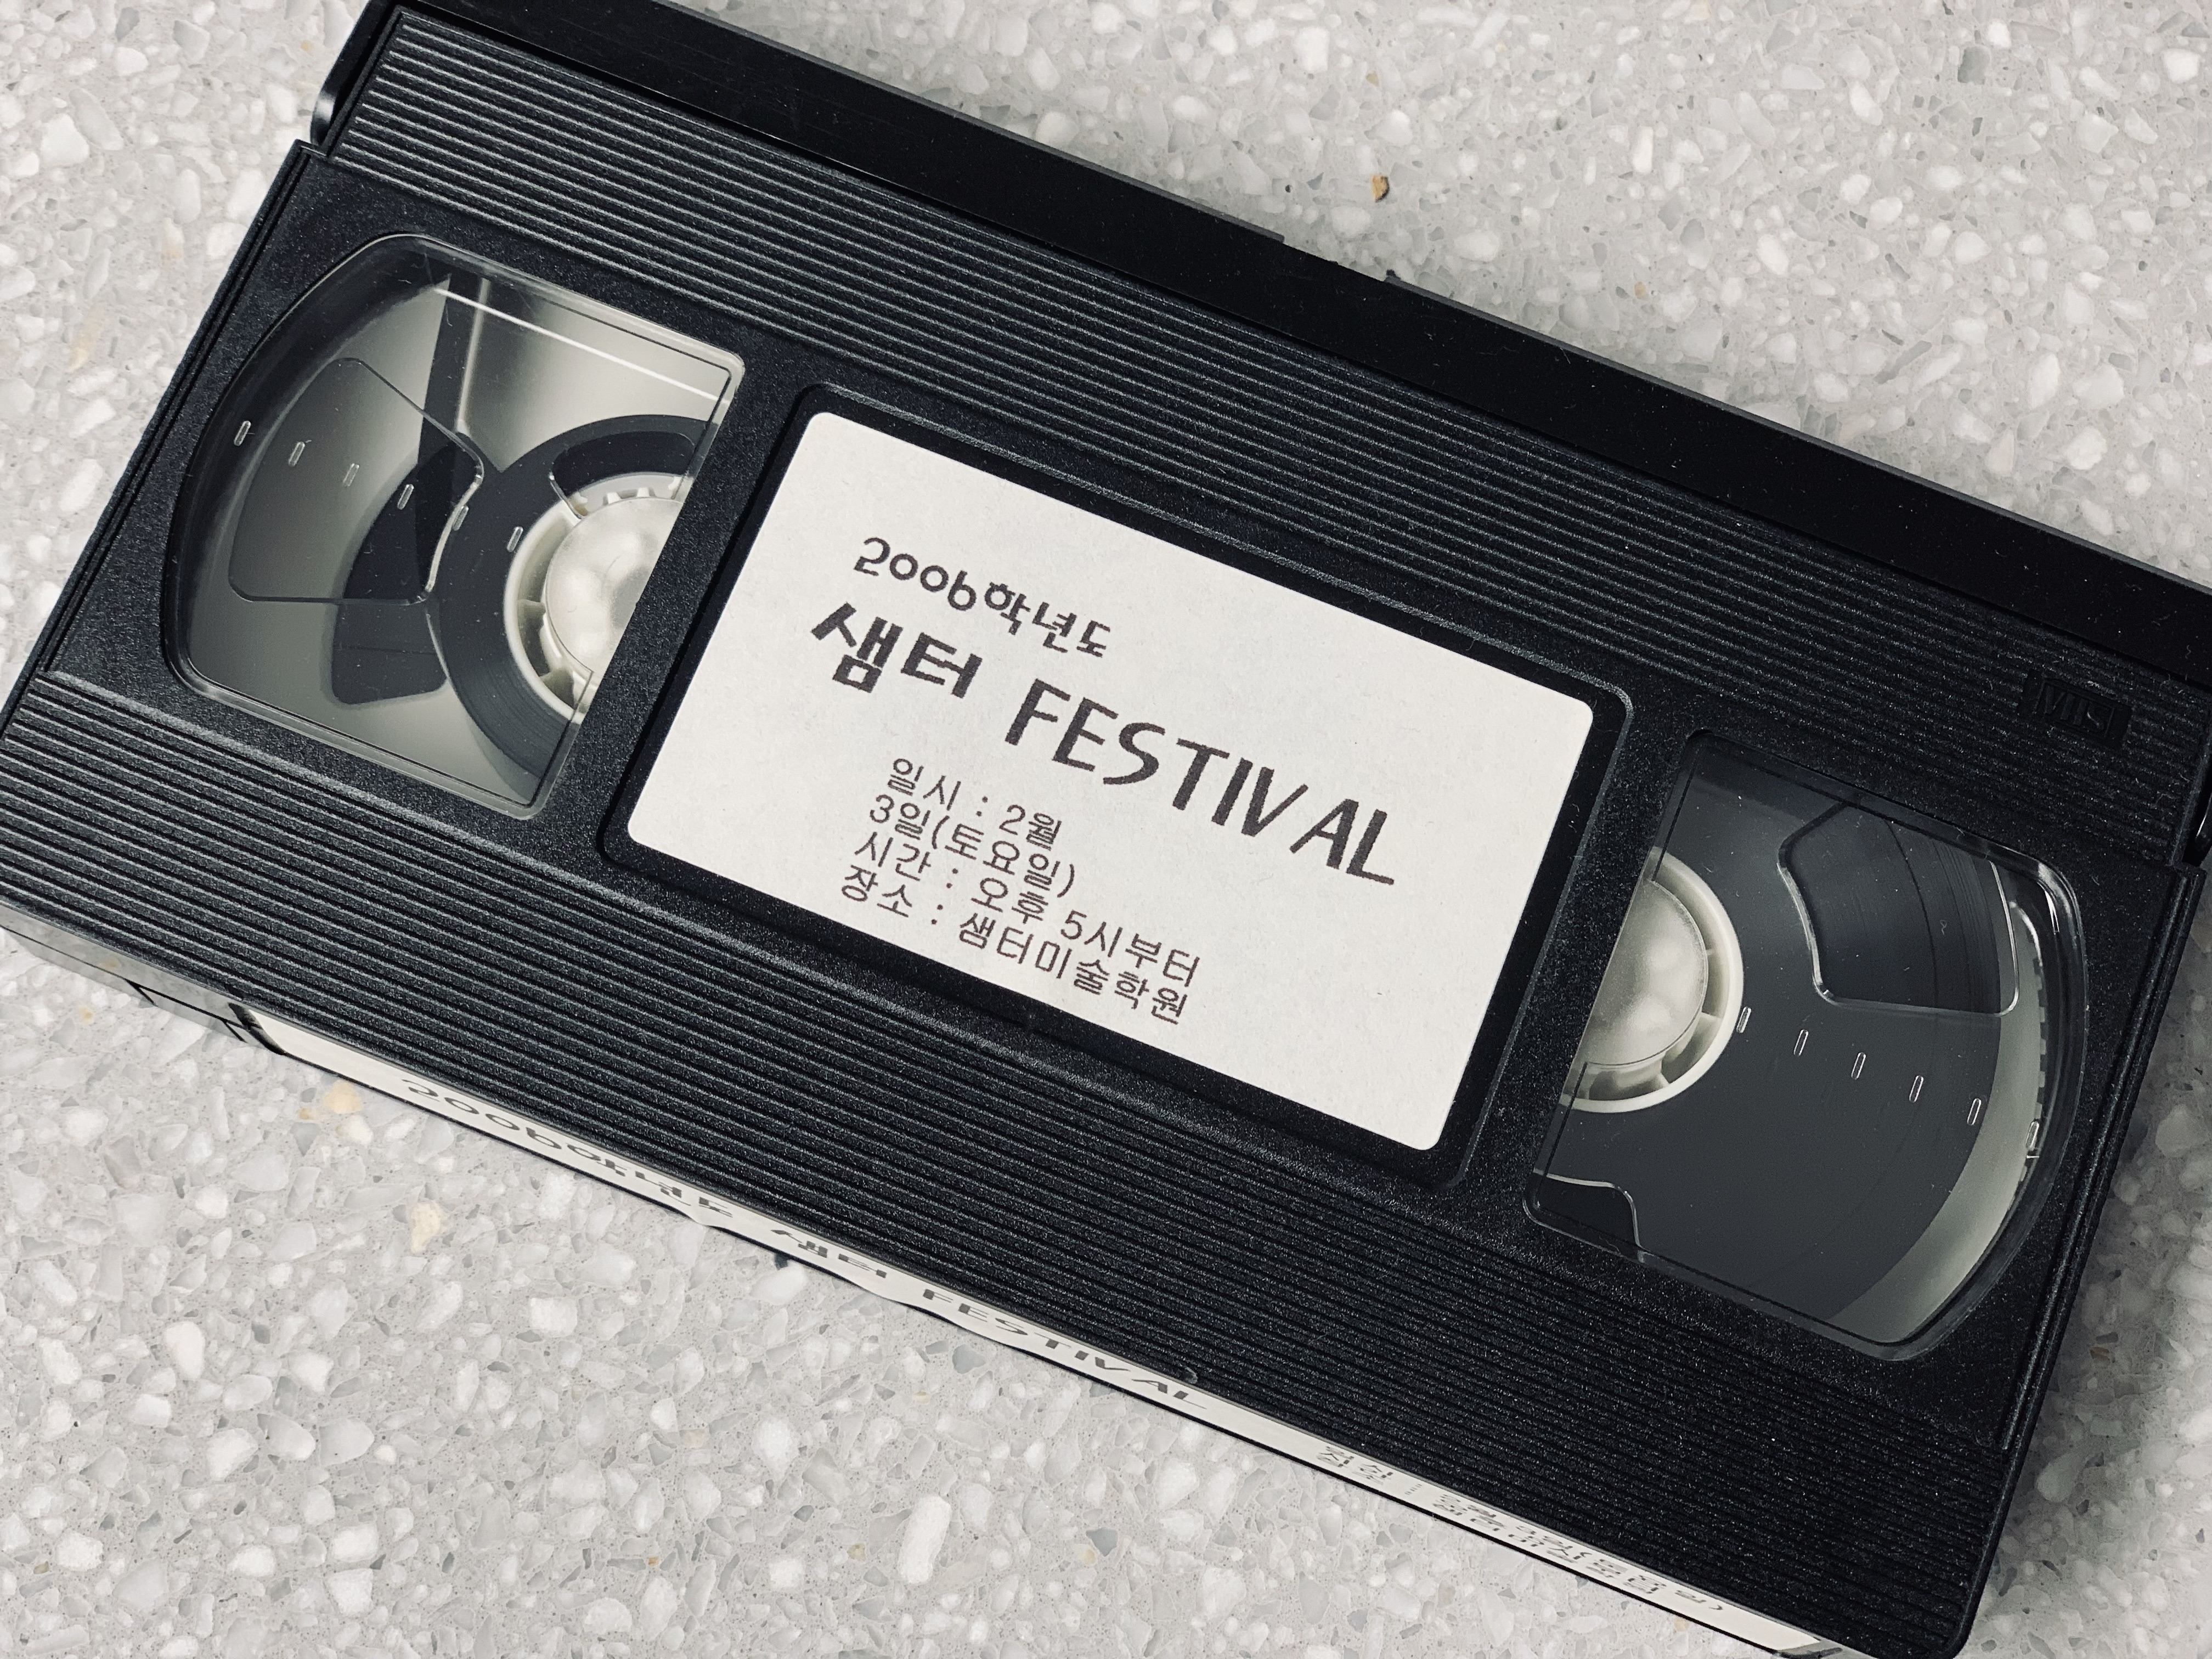 2006학년도
샘터 FESTIVAL
일시 : 2월
3일(토요일)
시간 : 오후 5시부터
장소 : 샘터미술학원
VHS
2006학년도 샘터 FESTIVAL